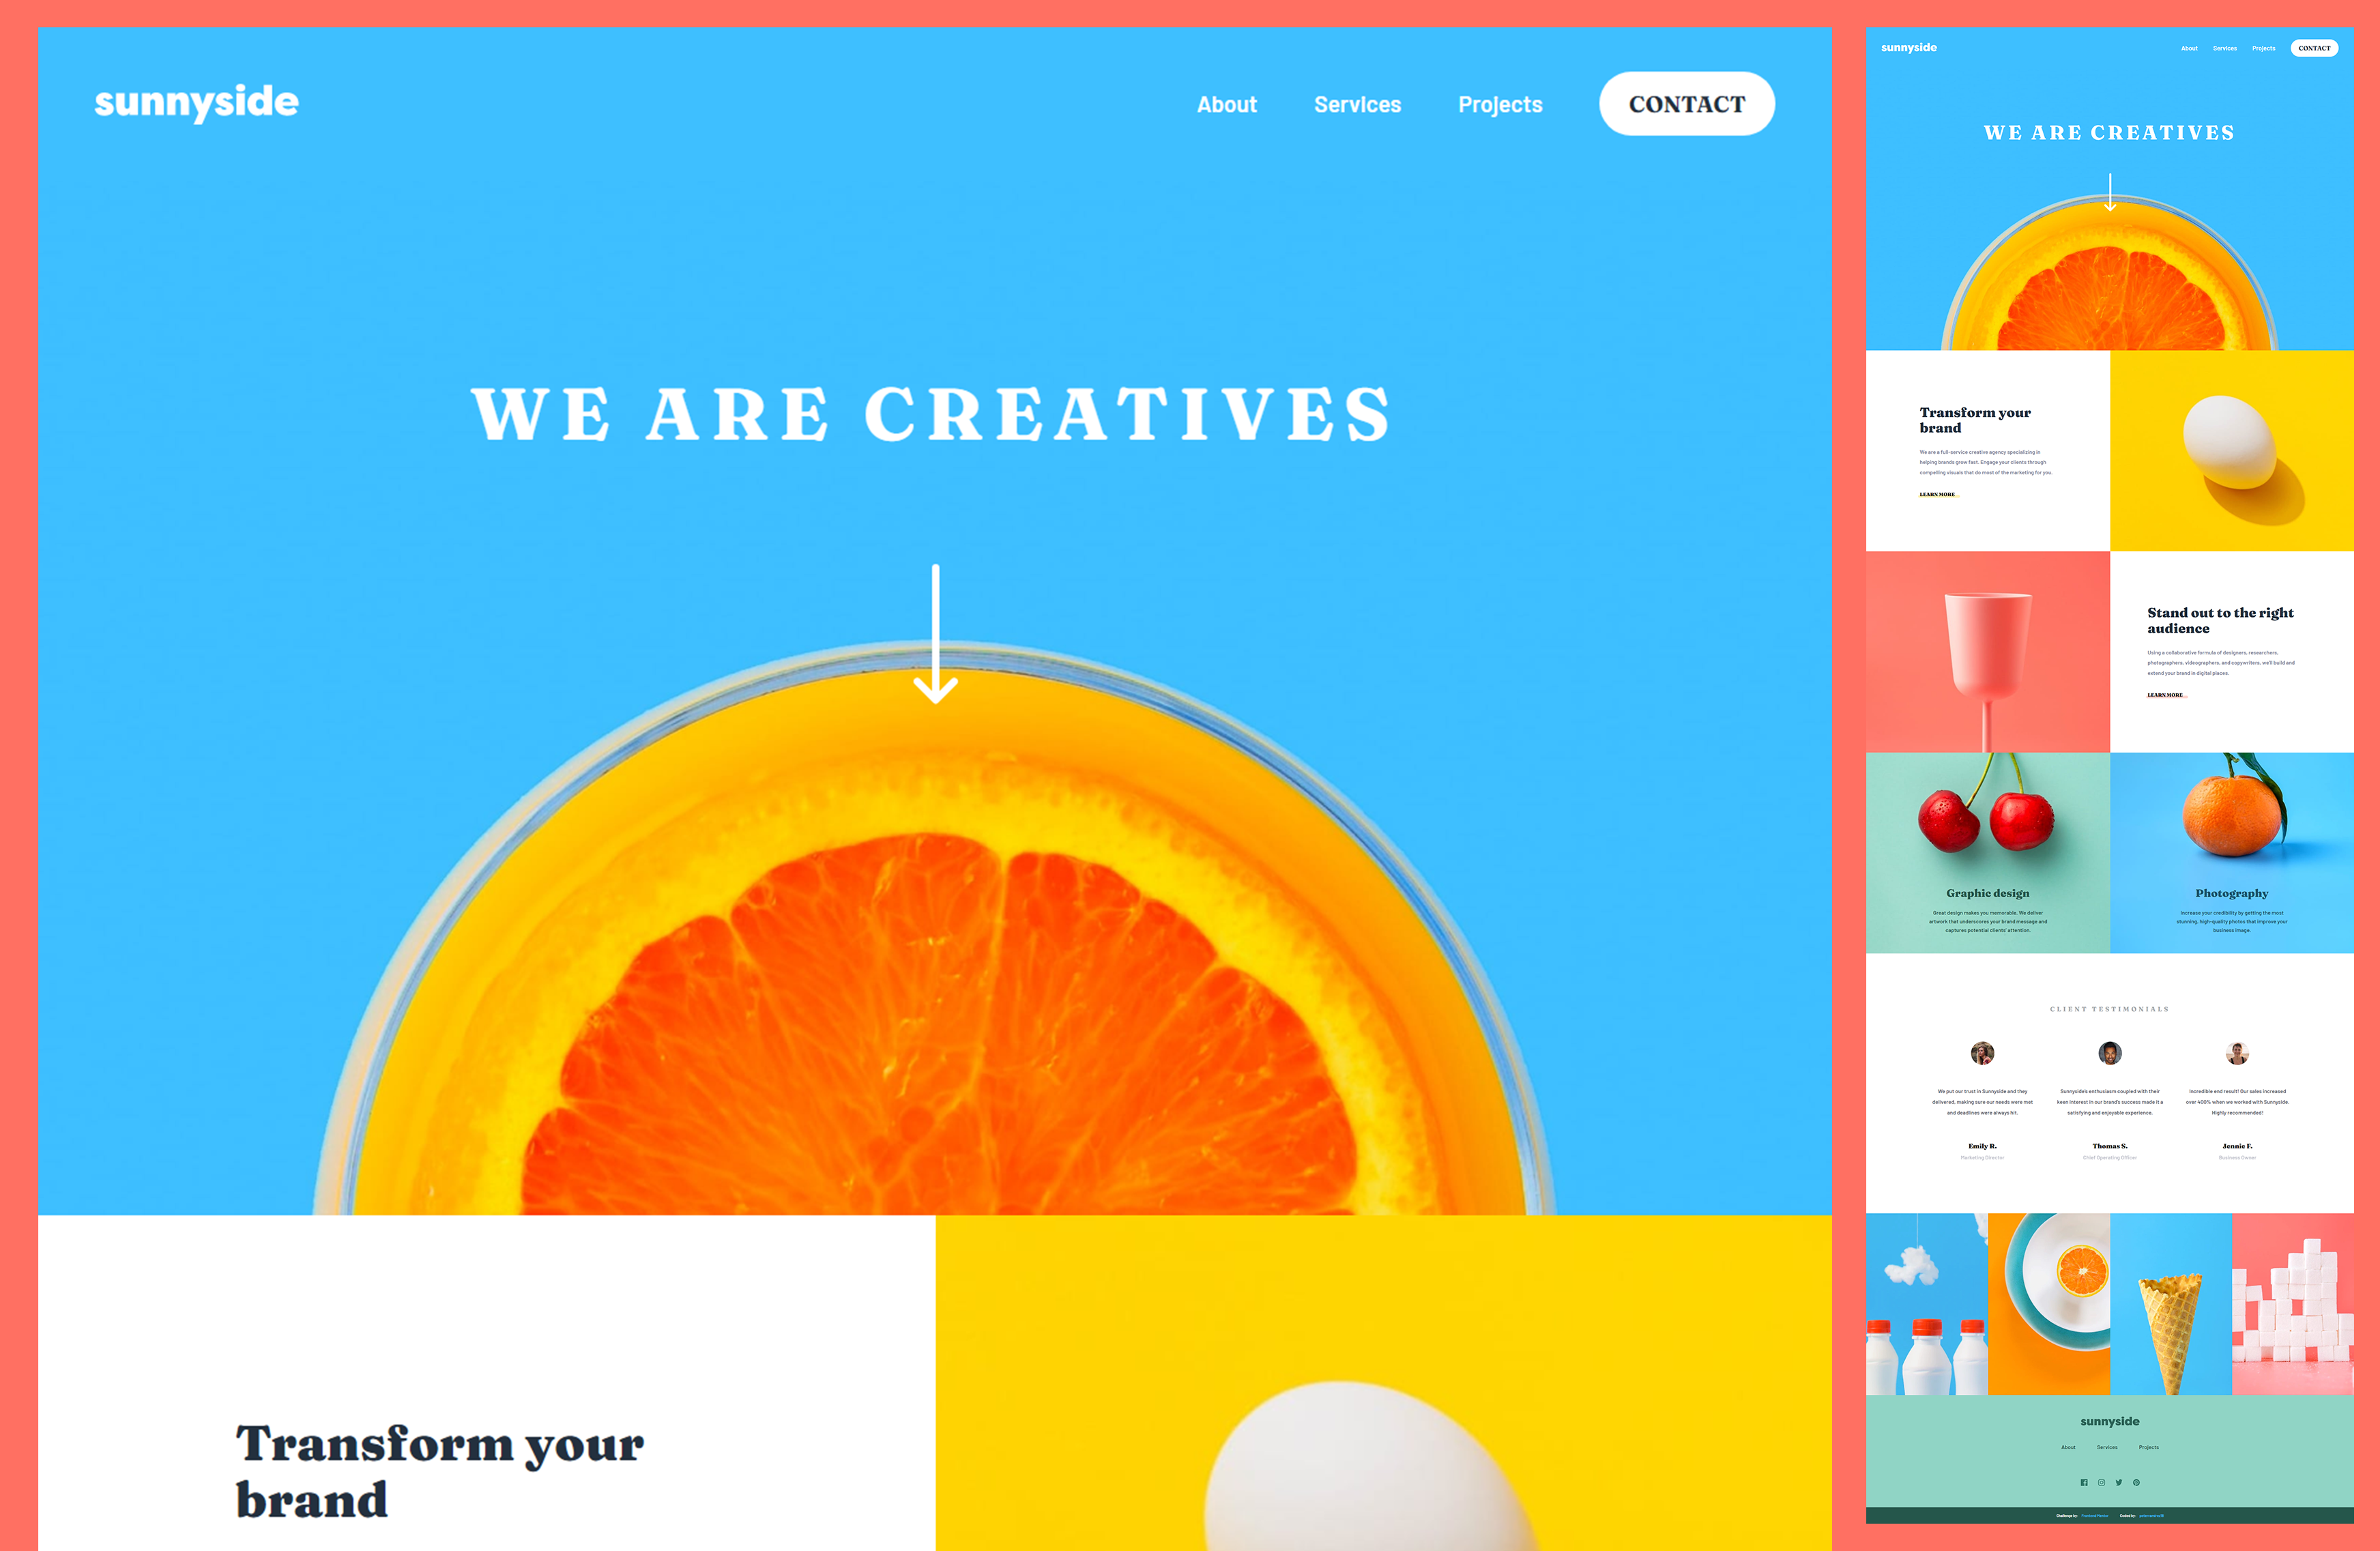 sunnyside
About Services Projects CONTACT
WE ARE CREATIVES
Transform your
brand
sunnyside
About Services Projects CONTACT
WE ARE CREATIVES
Transform your
brand
We are a full-service creative agency specializing in
helping brands grow fast. Engage your clients through
compelling visuals that do most of the marketing for you.
LEARN MORE
Stand out to the right
audience
Using a collaborative formula of designers, researchers,
photographers, videographers, and copywriters, we'll build and
extend your brand in digital places.
LEARN MORE
Graphic design
Great design makes you memorable. We deliver
artwork that underscores your brand message and
captures potential clients' attention.
Photography
Increase your credibility by getting the most
stunning, high-quality photos that improve your
business image.
CLIENT TESTIMONIALS
We put our trust in Sunnyside and they
delivered, making sure our needs were met
and deadlines were always hit.
Emily R.
Marketing Director
Sunnyside's enthusiasm coupled with their
keen interest in our brand's success made it a
satisfying and enjoyable experience.
Thomas S.
Chief Operating Officer
Incredible end result! Our sales increased
over 400% when we worked with Sunnyside.
Highly recommended!
Jennie F.
Business Owner
sunnyside
About Services Projects
Challenge by: Frontend Mentor Coded by: